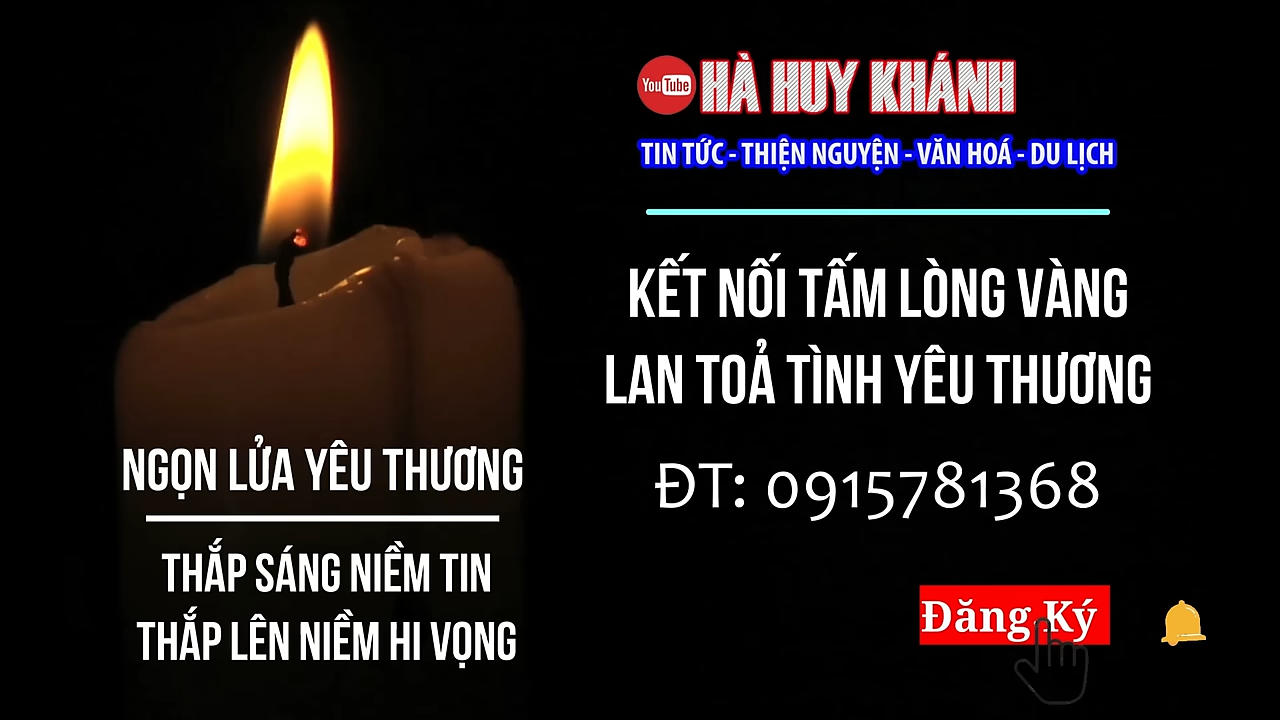 YouTube HÀ HUY KHÁNH
TIN TỨC - THIỆN NGUYỆN - VĂN HOÁ - DU LỊCH
KẾT NỐI TẤM LÒNG VÀNG
LAN TOẢ TÌNH YÊU THƯƠNG
ĐT: 0915781368
NGỌN LỬA YÊU THƯƠNG
THẮP SÁNG NIỀM TIN
THẮP LÊN NIỀM HI VỌNG
Đăng Ký